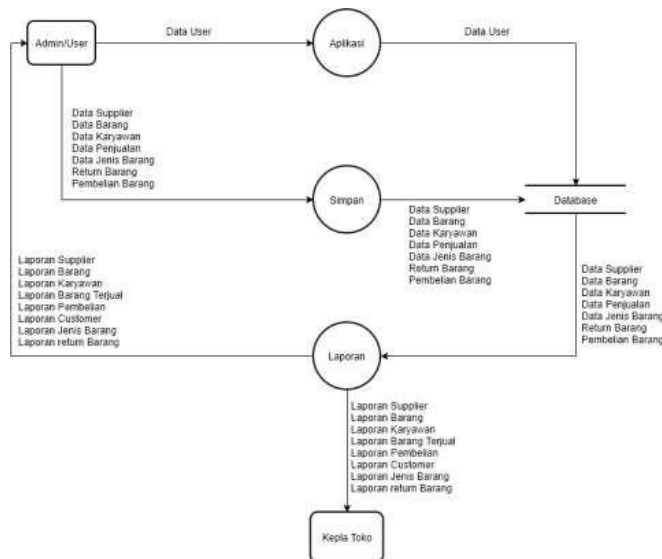 Admin/User
Data User
Aplikasi
Data User
Data Supplier
Data Barang
Data Karyawan
Data Penjualan
Data Jenis Barang
Return Barang
Pembelian Barang
Simpan
Data Supplier
Data Barang
Data Karyawan
Data Penjualan
Data Jenis Barang
Return Barang
Pembelian Barang
Database
Laporan Supplier
Laporan Barang
Laporan Karyawan
Laporan Barang Terjual
Laporan Pembelian
Laporan Customer
Laporan Jenis Barang
Laporan return Barang
Data Supplier
Data Barang
Data Karyawan
Data Penjualan
Data Jenis Barang
Return Barang
Pembelian Barang
Laporan
Laporan Supplier
Laporan Barang
Laporan Karyawan
Laporan Barang Terjual
Laporan Pembelian
Laporan Customer
Laporan Jenis Barang
Laporan return Barang
Kepla Toko